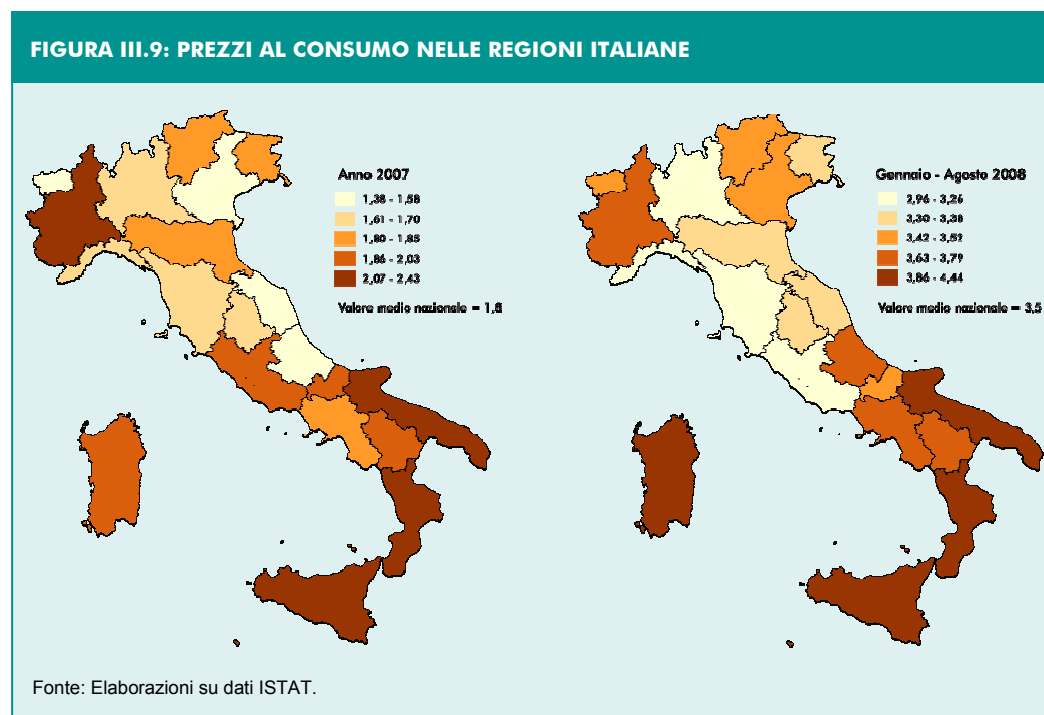 FIGURA III.9: PREZZI AL CONSUMO NELLE REGIONI ITALIANE
Anno 2007
1,38 - 1,58
1,61 - 1,70
1,80 - 1,85
1,86 - 2,03
2,07 - 2,43
Valore medio nazionale = 1,8
Gennaio - Agosto 2008
2,96 - 3,26
3,30 - 3,38
3,42 - 3,52
3,63 - 3,79
3,86 - 4,44
Valore medio nazionale = 3,5
Fonte: Elaborazioni su dati ISTAT.